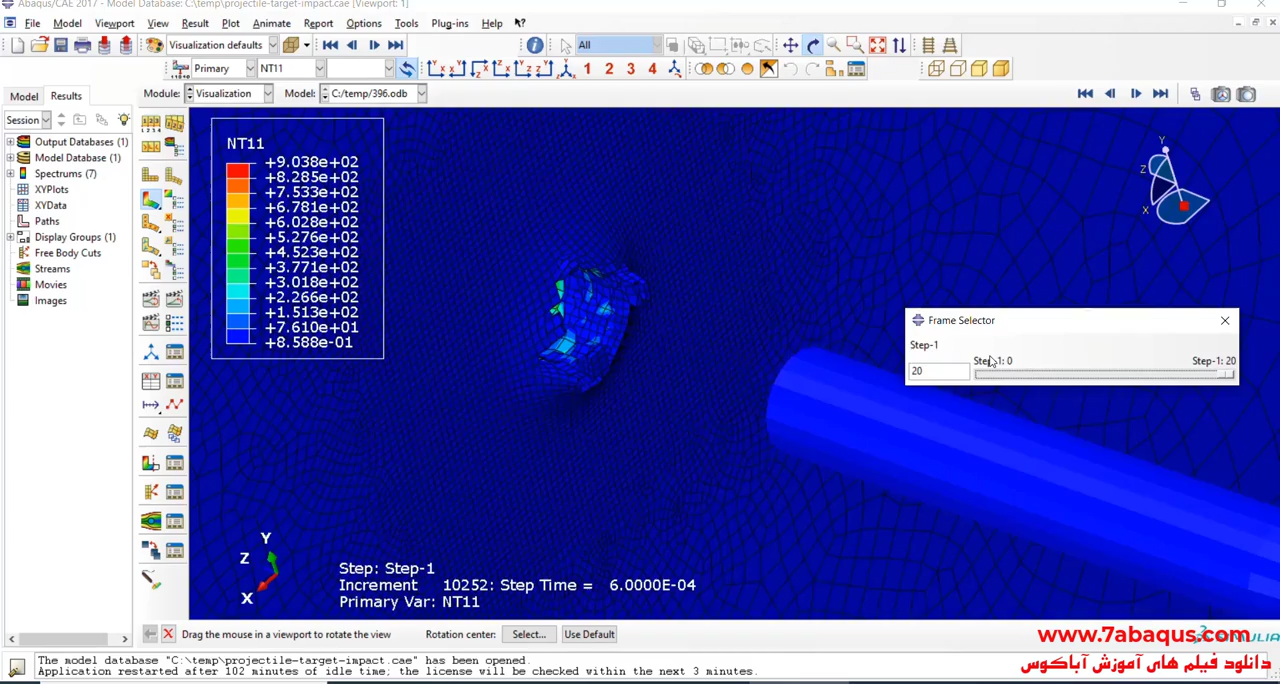 Abaqus/CAE 2017 - Model Database: C:\temp\projectile-target-impact.cae [Viewport: 1]
File Model Viewport View Result Plot Animate Report Options Tools Plug-ins Help
Visualization defaults All
Primary NT11 1 2 3 4
Model Results Module: Visualization Model: C:/temp/396.odb
Session
Output Databases (1)
Model Database (1)
Spectrums (7)
XYPlots
XYData
Paths
Display Groups (1)
Free Body Cuts
Streams
Movies
Images
NT11
+9.038e+02
+8.285e+02
+7.533e+02
+6.781e+02
+6.028e+02
+5.276e+02
+4.523e+02
+3.771e+02
+3.018e+02
+2.266e+02
+1.513e+02
+7.610e+01
+8.588e-01
Y
Z
X
Frame Selector
Step-1
Step-1: 0 Step-1: 20
20
Y
Z
X
Step: Step-1
Increment 10252: Step Time = 6.0000E-04
Primary Var: NT11
Drag the mouse in a viewport to rotate the view Rotation center: Select... Use Default
www.7abaqus.com
SIMULIA
دانلود فیلم های آموزش آباکوس
The model database "C:\temp\projectile-target-impact.cae" has been opened.
Application restarted after 102 minutes of idle time; the license will be checked within the next 3 minutes.